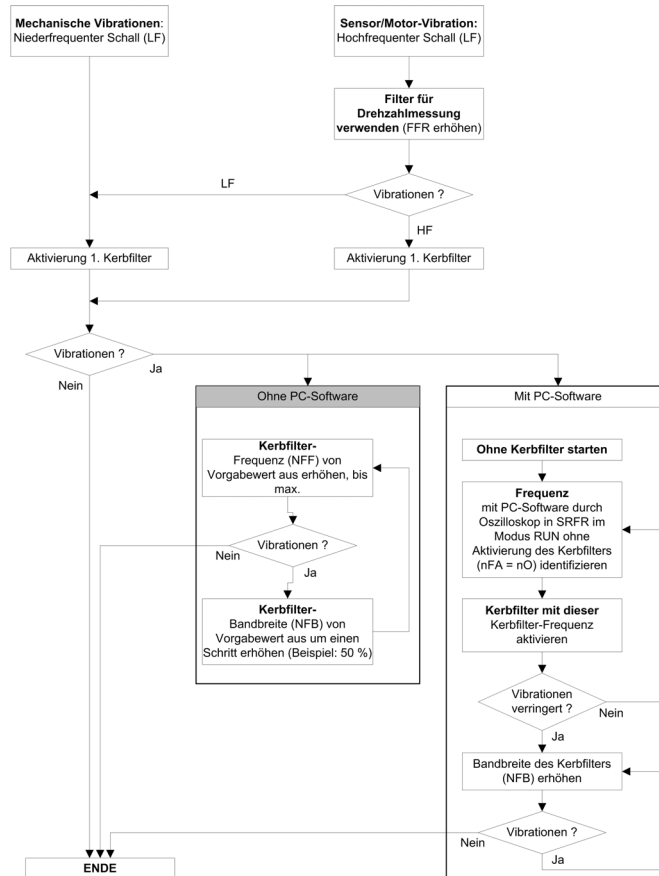 Mechanische Vibrationen:
Niederfrequenter Schall (LF)
Sensor/Motor-Vibration:
Hochfrequenter Schall (LF)
Filter für
Drehzahlmessung
verwenden (FFR erhöhen)
LF
Vibrationen ?
HF
Aktivierung 1. Kerbfilter
Aktivierung 1. Kerbfilter
Vibrationen ?
Ja
Nein
Ohne PC-Software
Kerbfilter-
Frequenz (NFF) von
Vorgabewert aus erhöhen, bis
max.
Nein
Vibrationen ?
Ja
Kerbfilter-
Bandbreite (NFB) von
Vorgabewert aus um einen
Schritt erhöhen (Beispiel: 50 %)
Mit PC-Software
Ohne Kerbfilter starten
Frequenz
mit PC-Software durch
Oszilloskop in SRFR im
Modus RUN ohne
Aktivierung des Kerbfilters
(nFA = nO) identifizieren
Kerbfilter mit dieser
Kerbfilter-Frequenz
aktivieren
Vibrationen
verringert ?
Nein
Ja
Bandbreite des Kerbfilters
(NFB) erhöhen
Vibrationen ?
Nein
Ja
ENDE